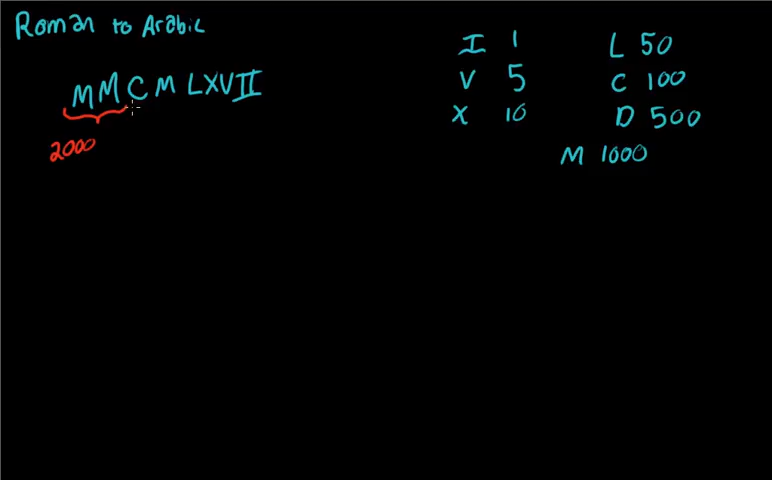 Roman to Arabic
MMCMLXVII
2000
I 1
V 5
X 10
L 50
C 100
D 500
M 1000